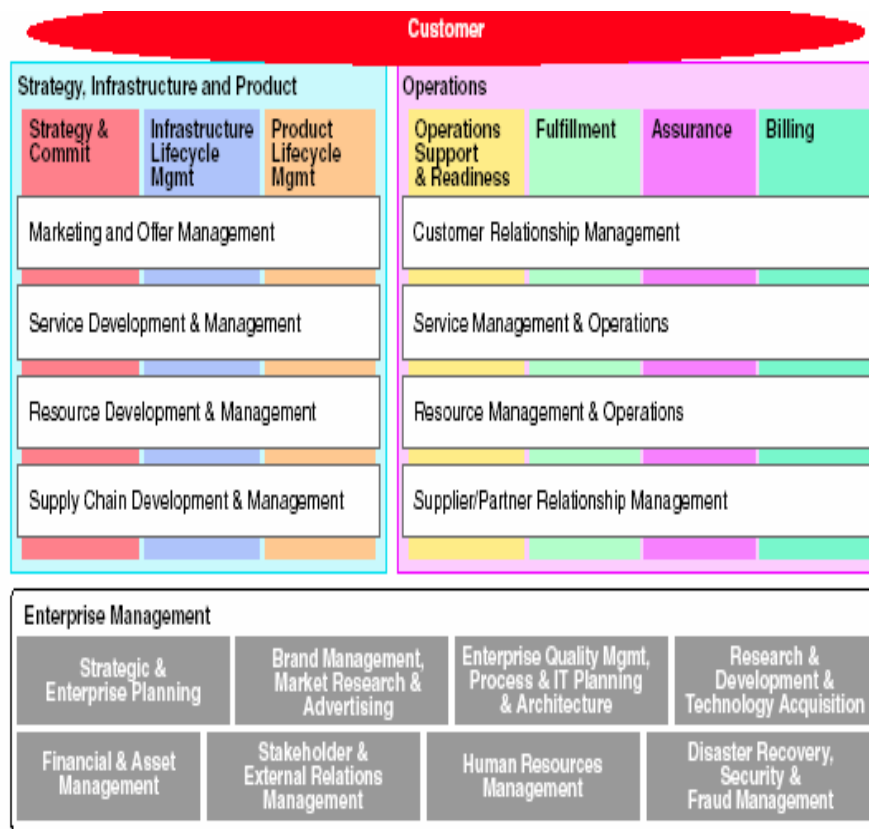 Customer
Strategy, Infrastructure and Product
Strategy &
Commit
Infrastructure
Lifecycle
Mgmt
Product
Lifecycle
Mgmt
Marketing and Offer Management
Service Development & Management
Resource Development & Management
Supply Chain Development & Management
Operations
Operations
Support
& Readiness
Fulfillment
Assurance
Billing
Customer Relationship Management
Service Management & Operations
Resource Management & Operations
Supplier/Partner Relationship Management
Enterprise Management
Strategic &
Enterprise Planning
Brand Management,
Market Research &
Advertising
Enterprise Quality Mgmt,
Process & IT Planning
& Architecture
Research &
Development &
Technology Acquisition
Financial & Asset
Management
Stakeholder &
External Relations
Management
Human Resources
Management
Disaster Recovery,
Security &
Fraud Management